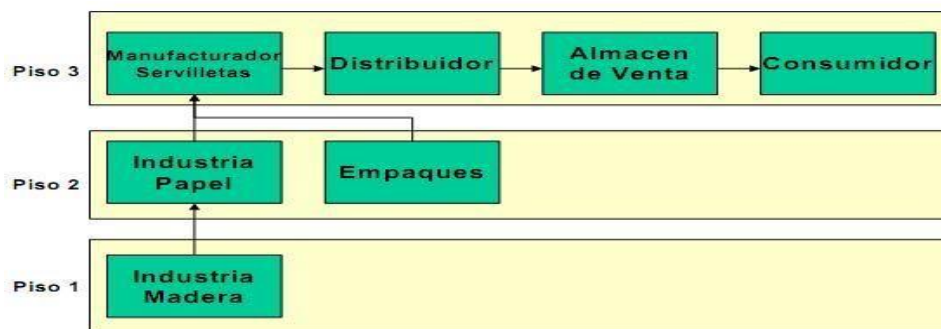 Piso 3
Manufacturador
Servilletas
Distribuidor
Almacen
de Venta
Consumidor
Piso 2
Industria
Papel
Empaques
Piso 1
Industria
Madera